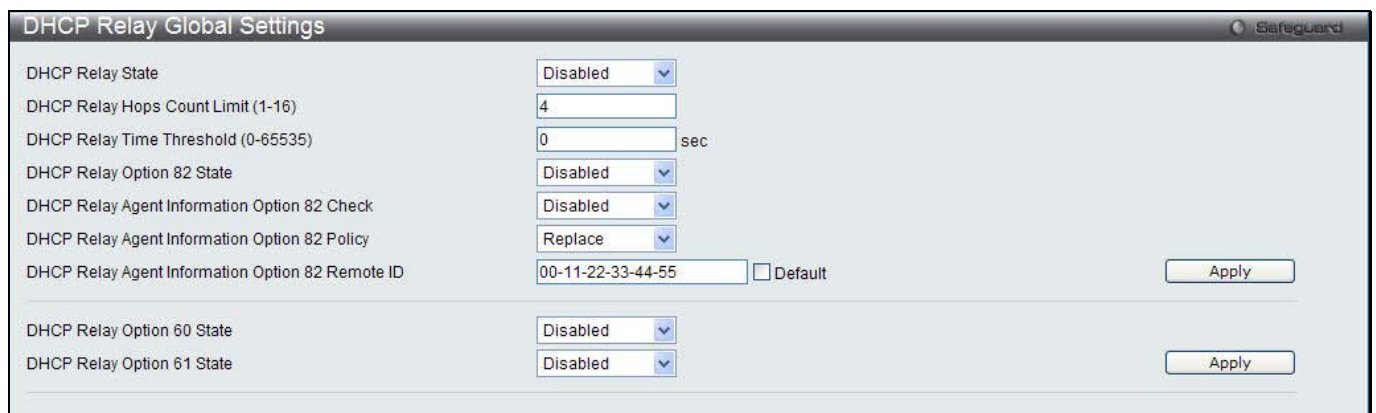 DHCP Relay Global Settings
Safeguard
DHCP Relay State Disabled
DHCP Relay Hops Count Limit (1-16) 4
DHCP Relay Time Threshold (0-65535) 0 sec
DHCP Relay Option 82 State Disabled
DHCP Relay Agent Information Option 82 Check Disabled
DHCP Relay Agent Information Option 82 Policy Replace
DHCP Relay Agent Information Option 82 Remote ID 00-11-22-33-44-55 Default Apply
DHCP Relay Option 60 State Disabled
DHCP Relay Option 61 State Disabled Apply